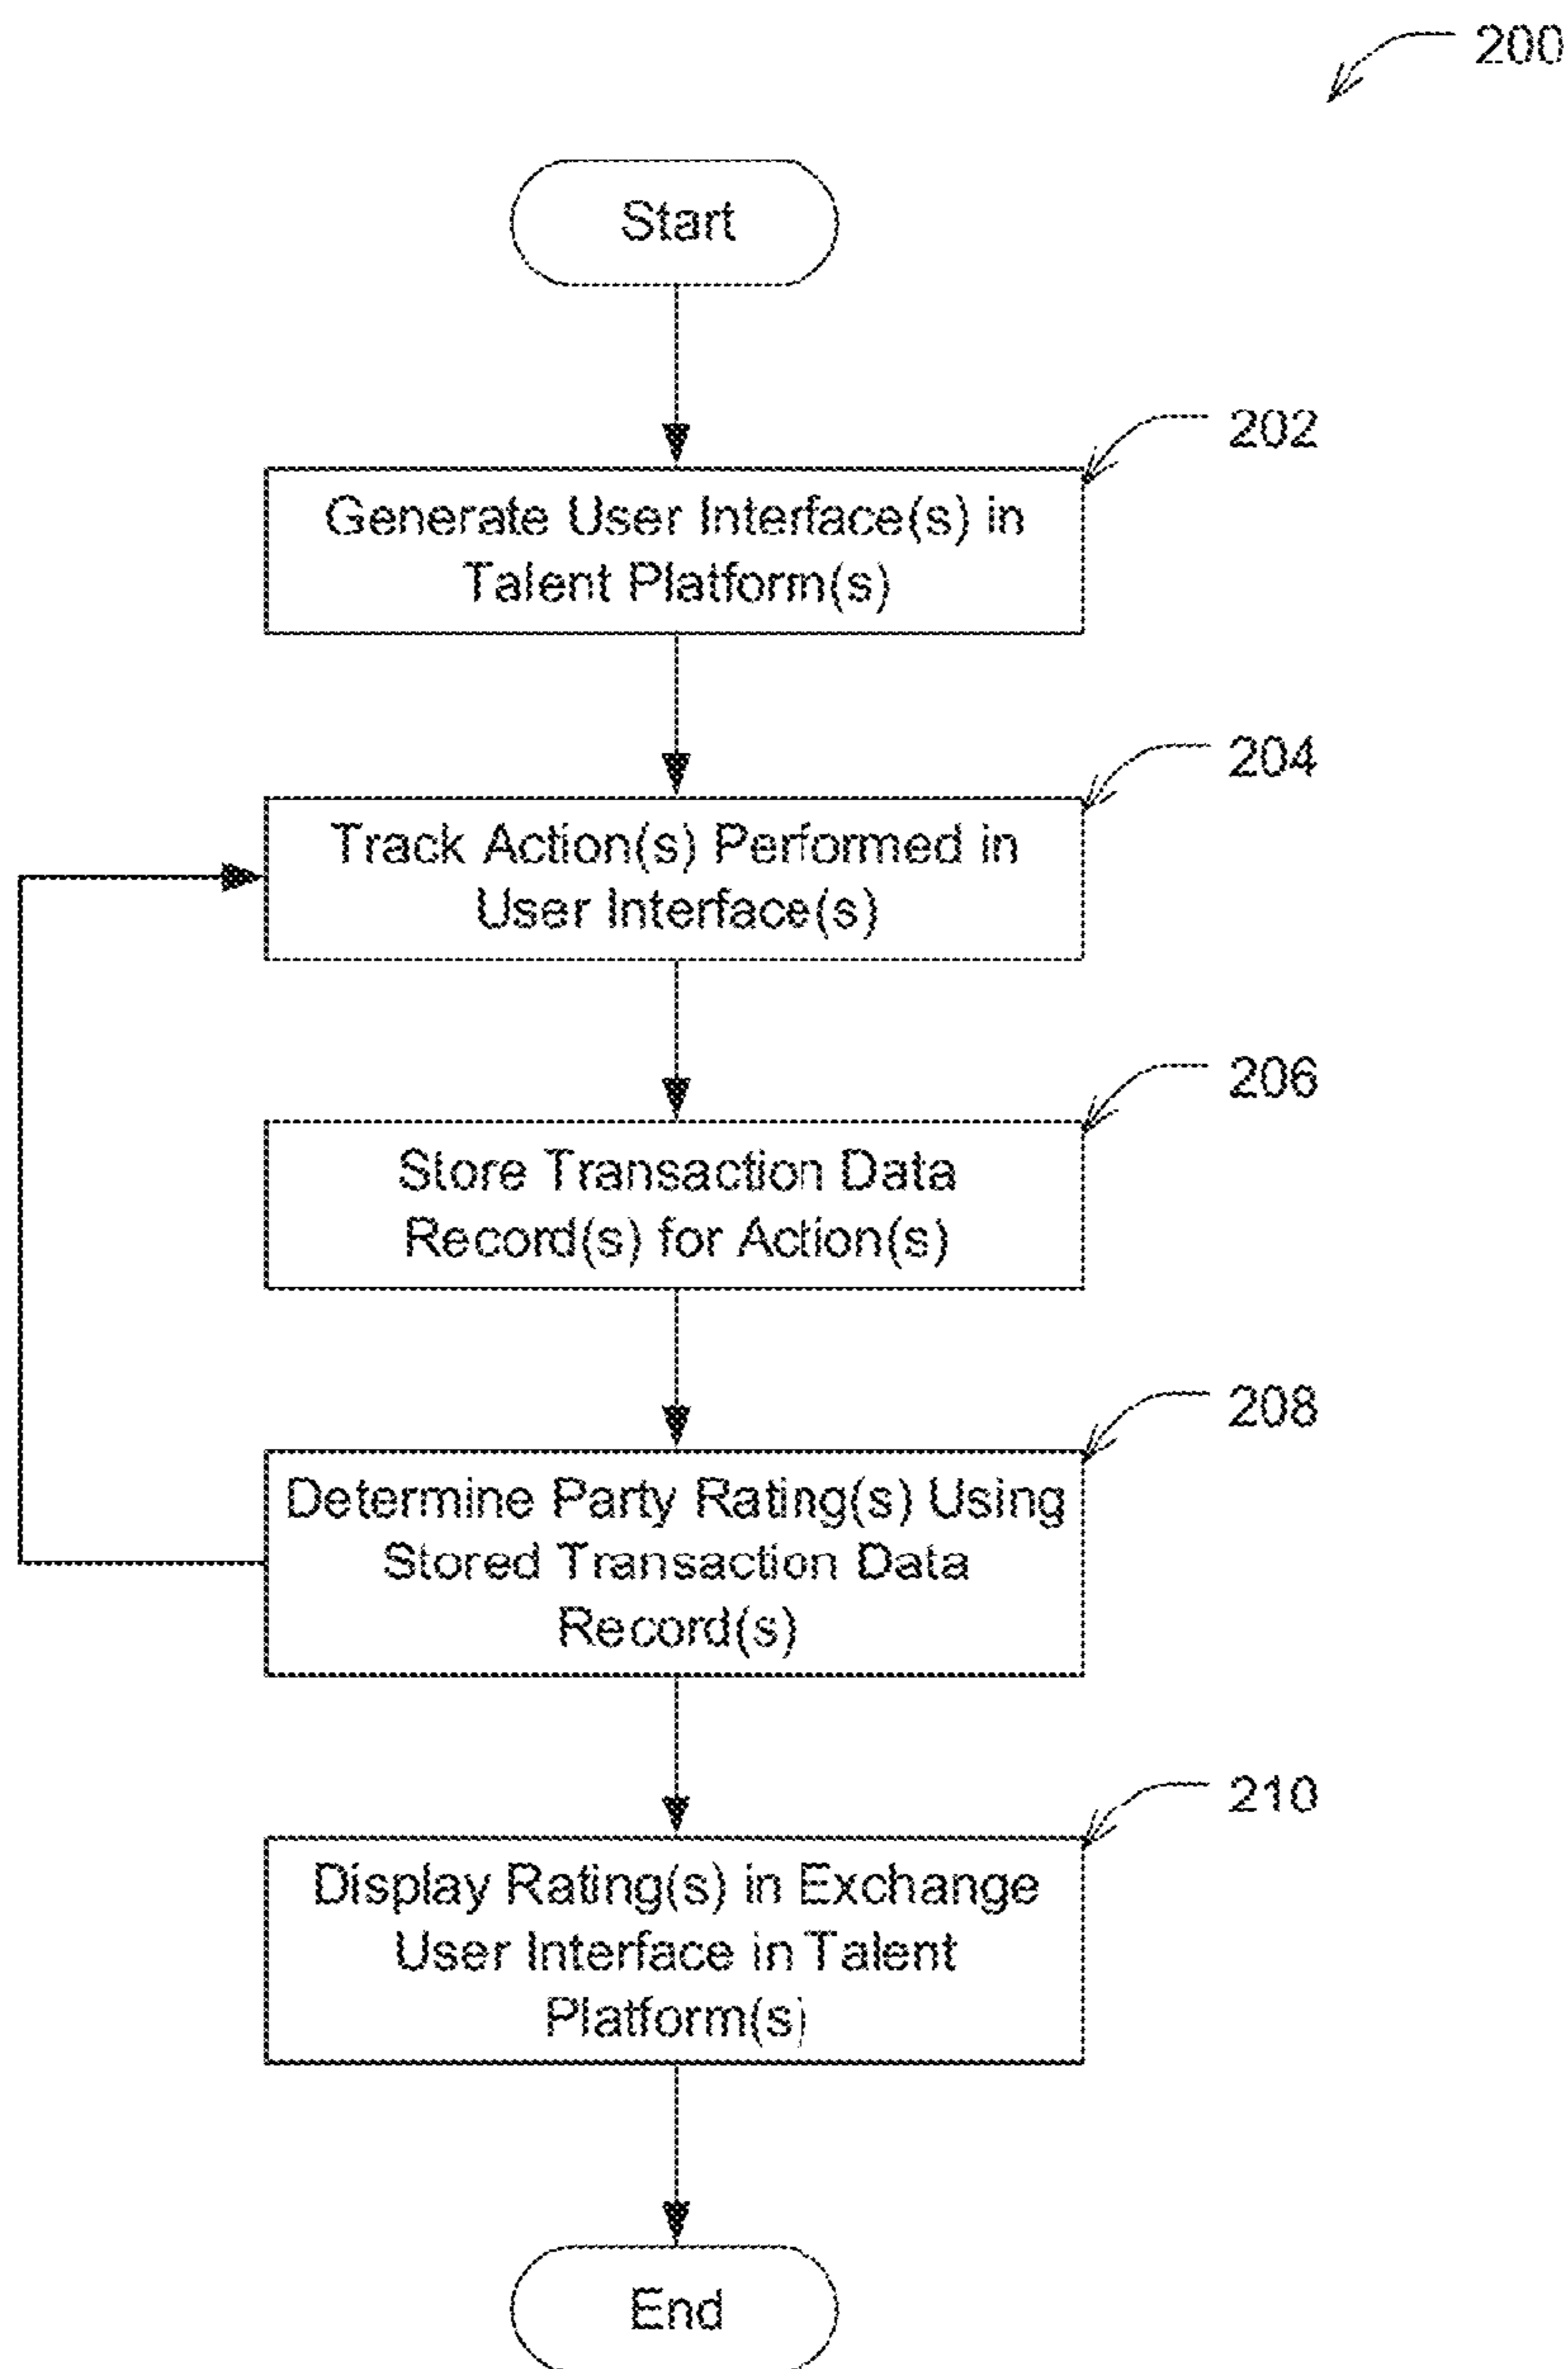 200
Start
202
Generate User Interface(s) in
Talent Platform(s)
204
Track Action(s) Performed in
User Interface(s)
206
Store Transaction Data
Record(s) for Action(s)
208
Determine Party Rating(s) Using
Stored Transaction Data
Record(s)
210
Display Rating(s) in Exchange
User Interface in Talent
Platform(s)
End